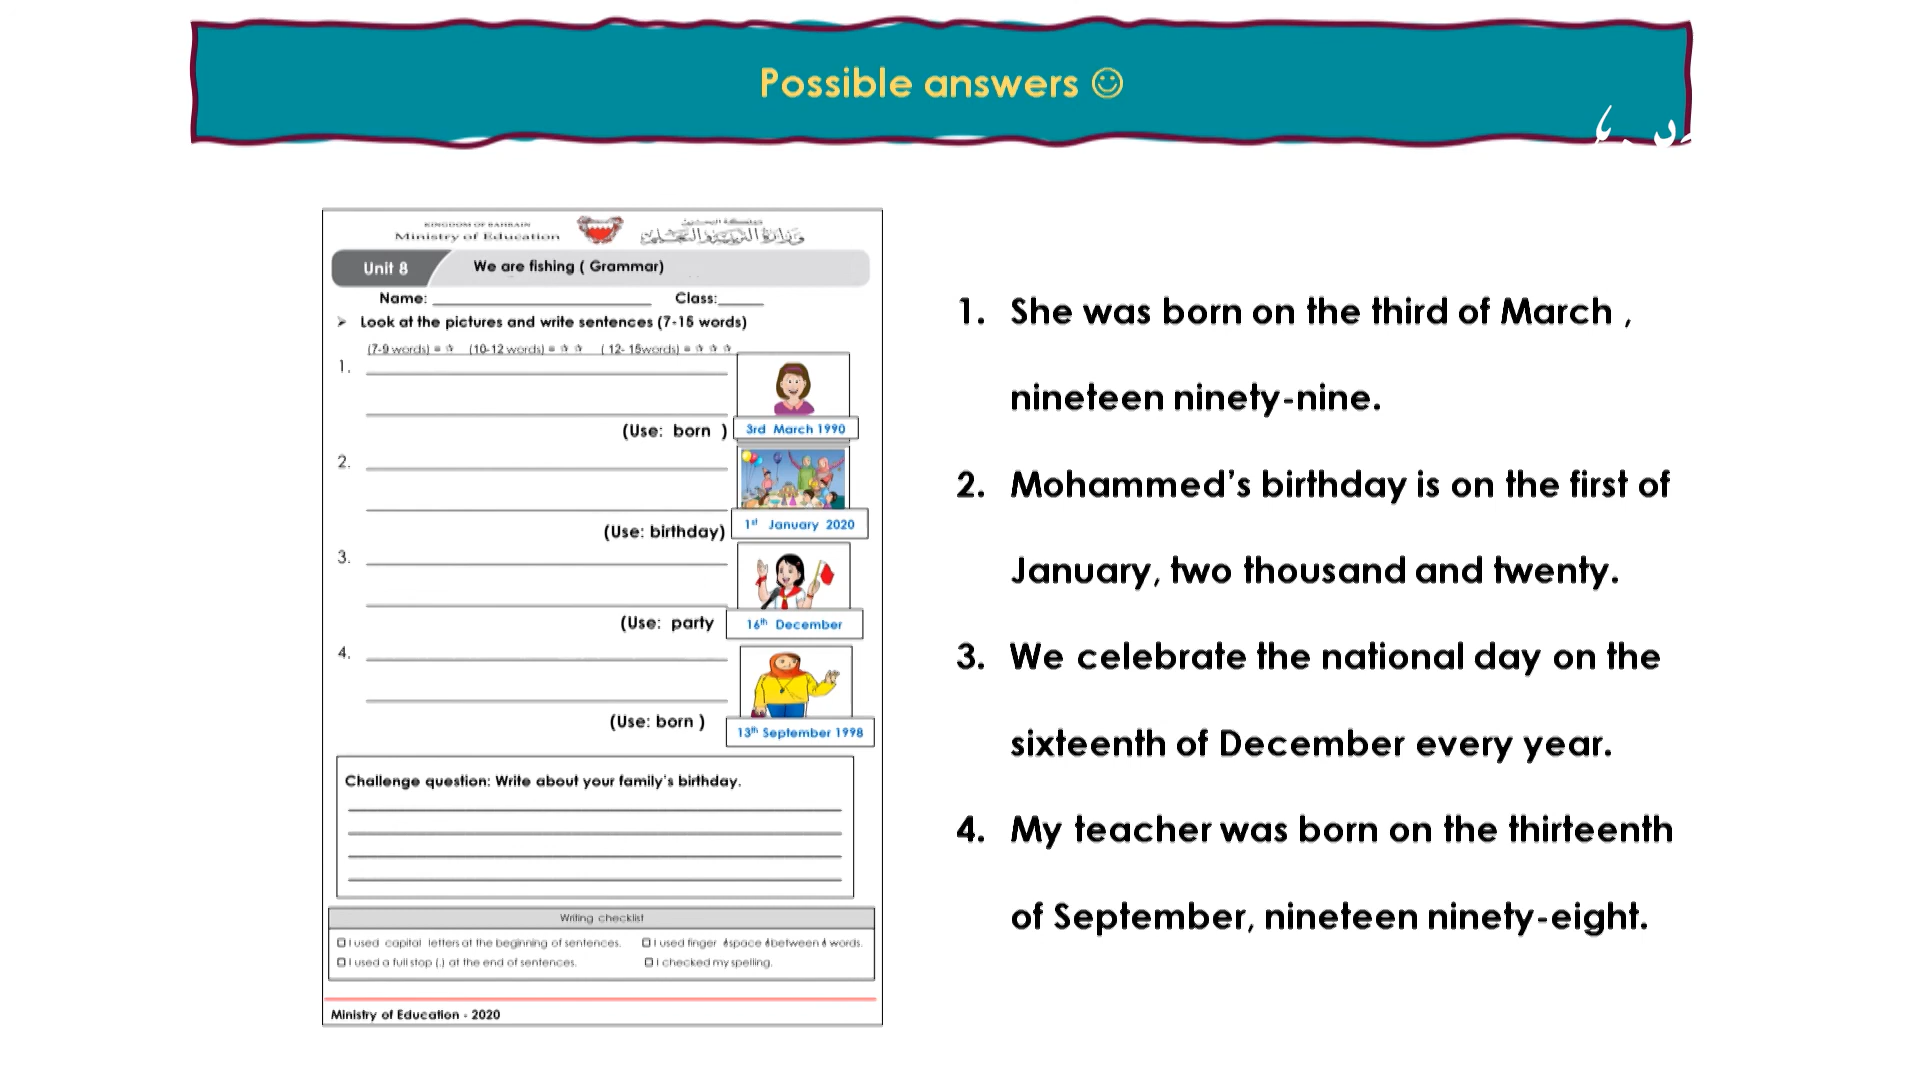 Possible answers ☺
KINGDOM OF BAHRAIN
Ministry of Education
وزارة التربية والتعليم
Unit 8
We are fishing ( Grammar)
Name: ____________ Class:_____
➢ Look at the pictures and write sentences (7-15 words)
(7-9 words) = ☆ (10-12 words) = ☆ ☆ ( 12- 15words) = ☆ ☆ ☆
1.
(Use: born )
3rd March 1990
2.
(Use: birthday)
1st January 2020
3.
(Use: party
16th December
4.
(Use: born )
13th September 1998
Challenge question: Write about your family's birthday.
Writing checklist
I used capital letters at the beginning of sentences.
I used finger space between words.
I used a full stop (.) at the end of sentences.
I checked my spelling.
Ministry of Education - 2020
1. She was born on the third of March ,
nineteen ninety-nine.
2. Mohammed’s birthday is on the first of
January, two thousand and twenty.
3. We celebrate the national day on the
sixteenth of December every year.
4. My teacher was born on the thirteenth
of September, nineteen ninety-eight.